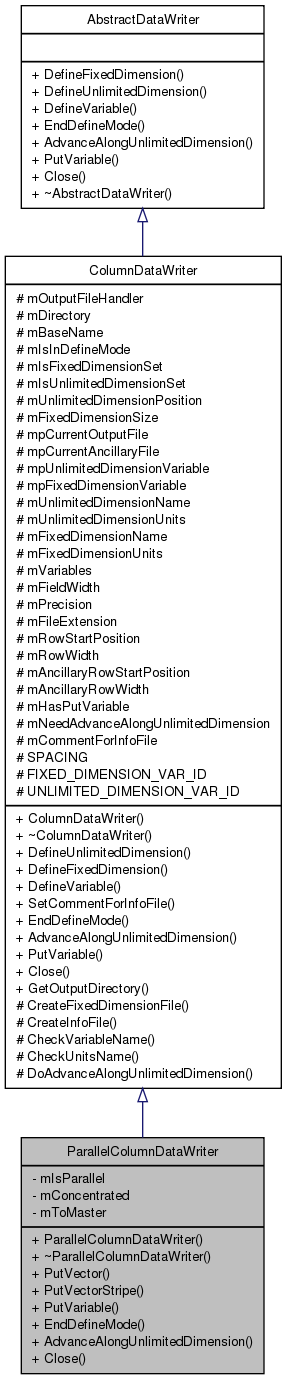 AbstractDataWriter
+ DefineFixedDimension()
+ DefineUnlimitedDimension()
+ DefineVariable()
+ EndDefineMode()
+ AdvanceAlongUnlimitedDimension()
+ PutVariable()
+ Close()
+ ~AbstractDataWriter()
ColumnDataWriter
# mOutputFileHandler
# mDirectory
# mBaseName
# mIsInDefineMode
# mIsFixedDimensionSet
# mIsUnlimitedDimensionSet
# mUnlimitedDimensionPosition
# mFixedDimensionSize
# mpCurrentOutputFile
# mpCurrentAncillaryFile
# mpUnlimitedDimensionVariable
# mpFixedDimensionVariable
# mUnlimitedDimensionName
# mUnlimitedDimensionUnits
# mFixedDimensionName
# mFixedDimensionUnits
# mVariables
# mFieldWidth
# mPrecision
# mFileExtension
# mRowStartPosition
# mRowWidth
# mAncillaryRowStartPosition
# mAncillaryRowWidth
# mHasPutVariable
# mNeedAdvanceAlongUnlimitedDimension
# mCommentForInfoFile
# SPACING
# FIXED_DIMENSION_VAR_ID
# UNLIMITED_DIMENSION_VAR_ID
+ ColumnDataWriter()
+ ~ColumnDataWriter()
+ DefineUnlimitedDimension()
+ DefineFixedDimension()
+ DefineVariable()
+ SetCommentForInfoFile()
+ EndDefineMode()
+ AdvanceAlongUnlimitedDimension()
+ PutVariable()
+ Close()
+ GetOutputDirectory()
# CreateFixedDimensionFile()
# CreateInfoFile()
# CheckVariableName()
# CheckUnitsName()
# DoAdvanceAlongUnlimitedDimension()
ParallelColumnDataWriter
- mIsParallel
- mConcentrated
- mToMaster
+ ParallelColumnDataWriter()
+ ~ParallelColumnDataWriter()
+ PutVector()
+ PutVectorStripe()
+ PutVariable()
+ EndDefineMode()
+ AdvanceAlongUnlimitedDimension()
+ Close()